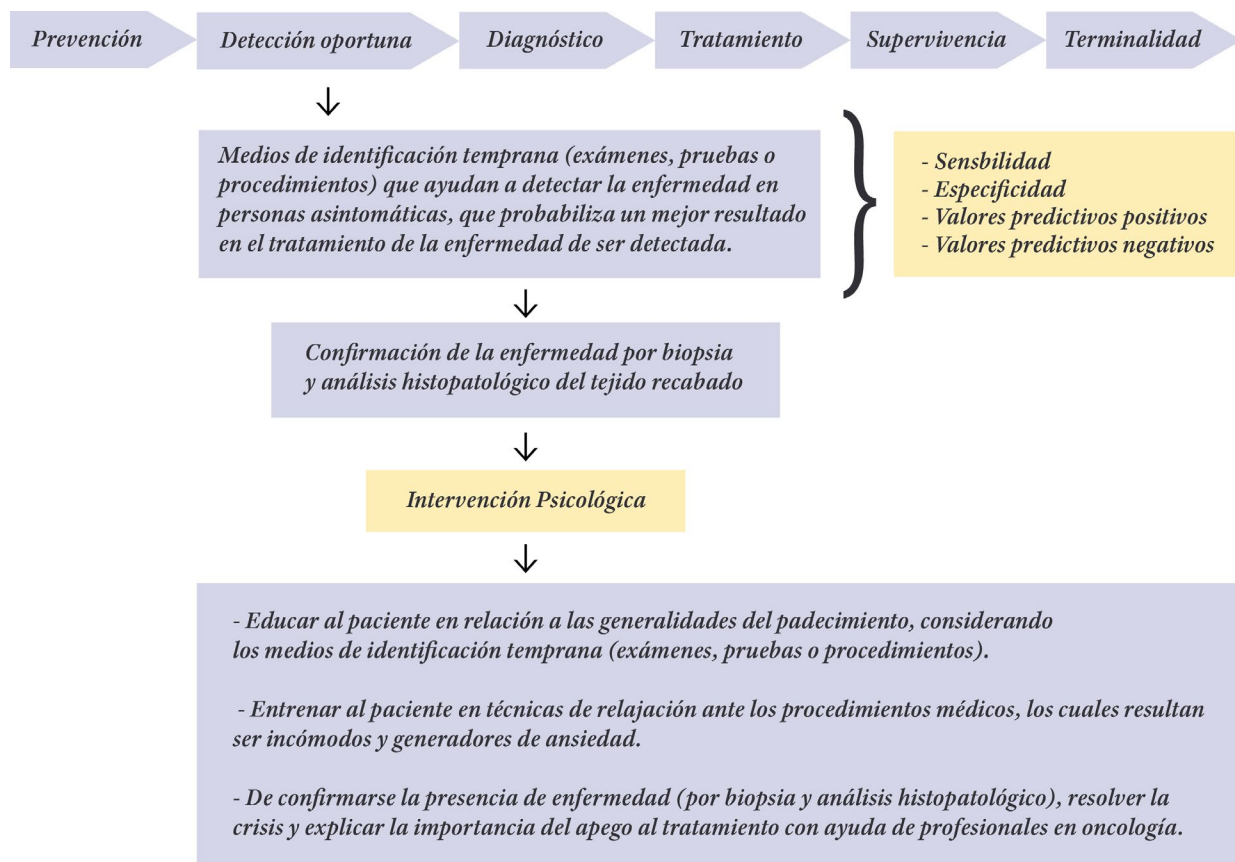 Prevención
Detección oportuna
Diagnóstico
Tratamiento
Supervivencia
Terminalidad
Medios de identificación temprana (exámenes, pruebas o
procedimientos) que ayudan a detectar la enfermedad en
personas asintomáticas, que probabiliza un mejor resultado
en el tratamiento de la enfermedad de ser detectada.
- Sensbilidad
- Especificidad
- Valores predictivos positivos
- Valores predictivos negativos
Confirmación de la enfermedad por biopsia
y análisis histopatológico del tejido recabado
Intervención Psicológica
- Educar al paciente en relación a las generalidades del padecimiento, considerando
los medios de identificación temprana (exámenes, pruebas o procedimientos).
- Entrenar al paciente en técnicas de relajación ante los procedimientos médicos, los cuales resultan
ser incómodos y generadores de ansiedad.
- De confirmarse la presencia de enfermedad (por biopsia y análisis histopatológico), resolver la
crisis y explicar la importancia del apego al tratamiento con ayuda de profesionales en oncología.